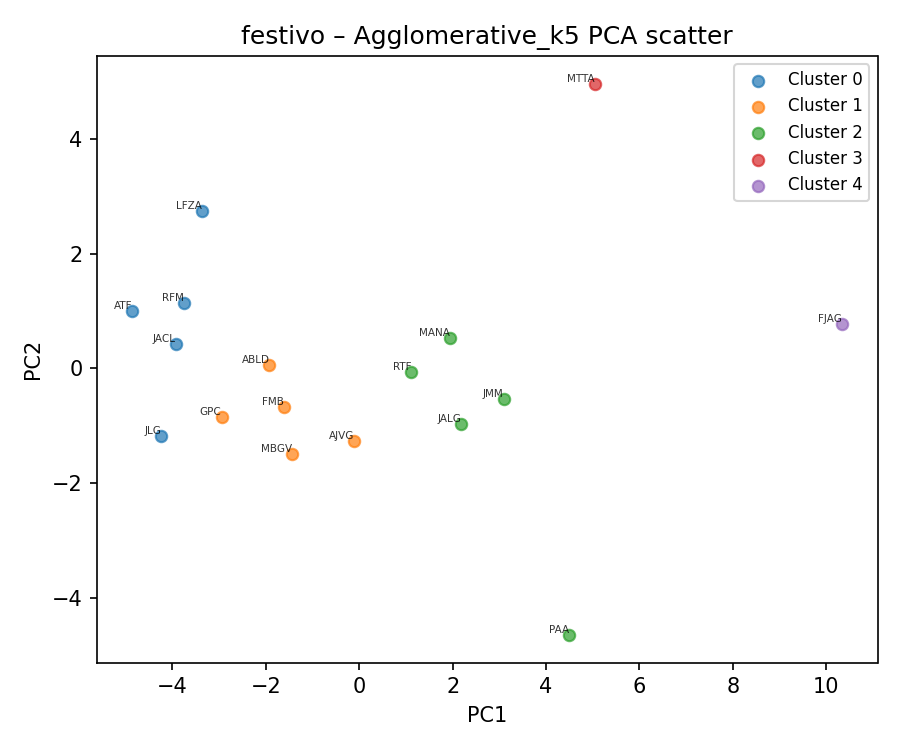 festivo – Agglomerative_k5 PCA scatter
MTTA
Cluster 0
Cluster 1
Cluster 2
Cluster 3
Cluster 4
4
LFZA
2
RFM
ATF
FJAG
JACL
MANA
ABLD
RTF
0
JMM
FMB
GPC
JALG
JLG
AJVG
MBGV
−2
−4
PAA
PC2
−4
−2
0
2
4
6
8
10
PC1